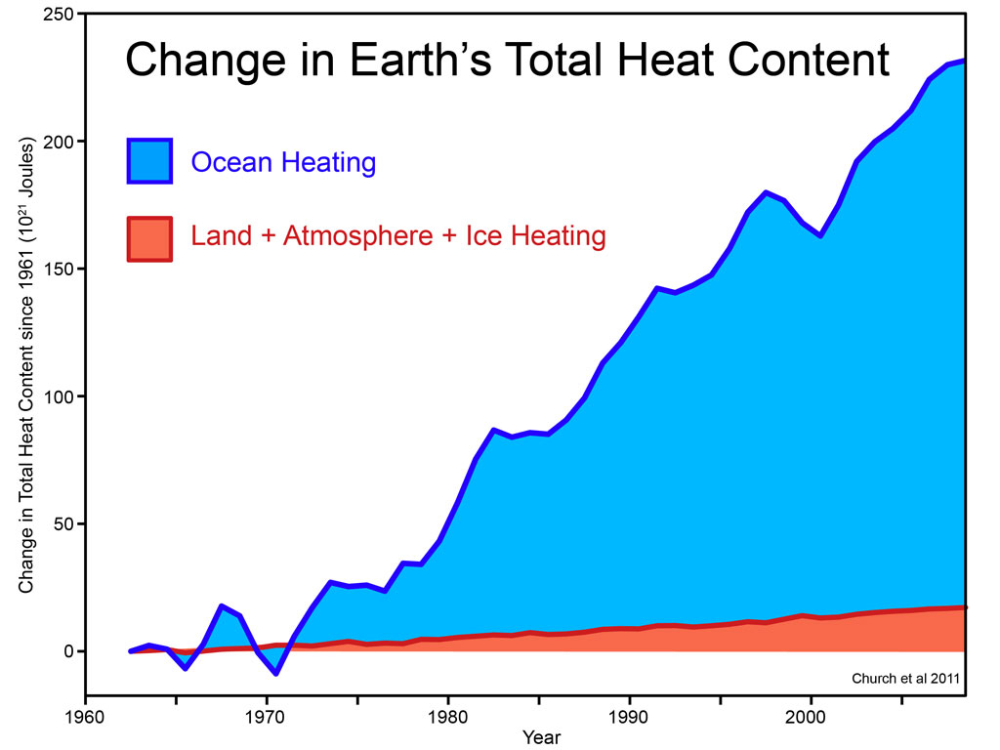 250
Change in Earth's Total Heat Content
200
Ocean Heating
Land + Atmosphere + Ice Heating
150
Change in Total Heat Content since 1961 (10²¹ Joules)
100
50
0
Church et al 2011
1960
1970
1980
1990
2000
Year